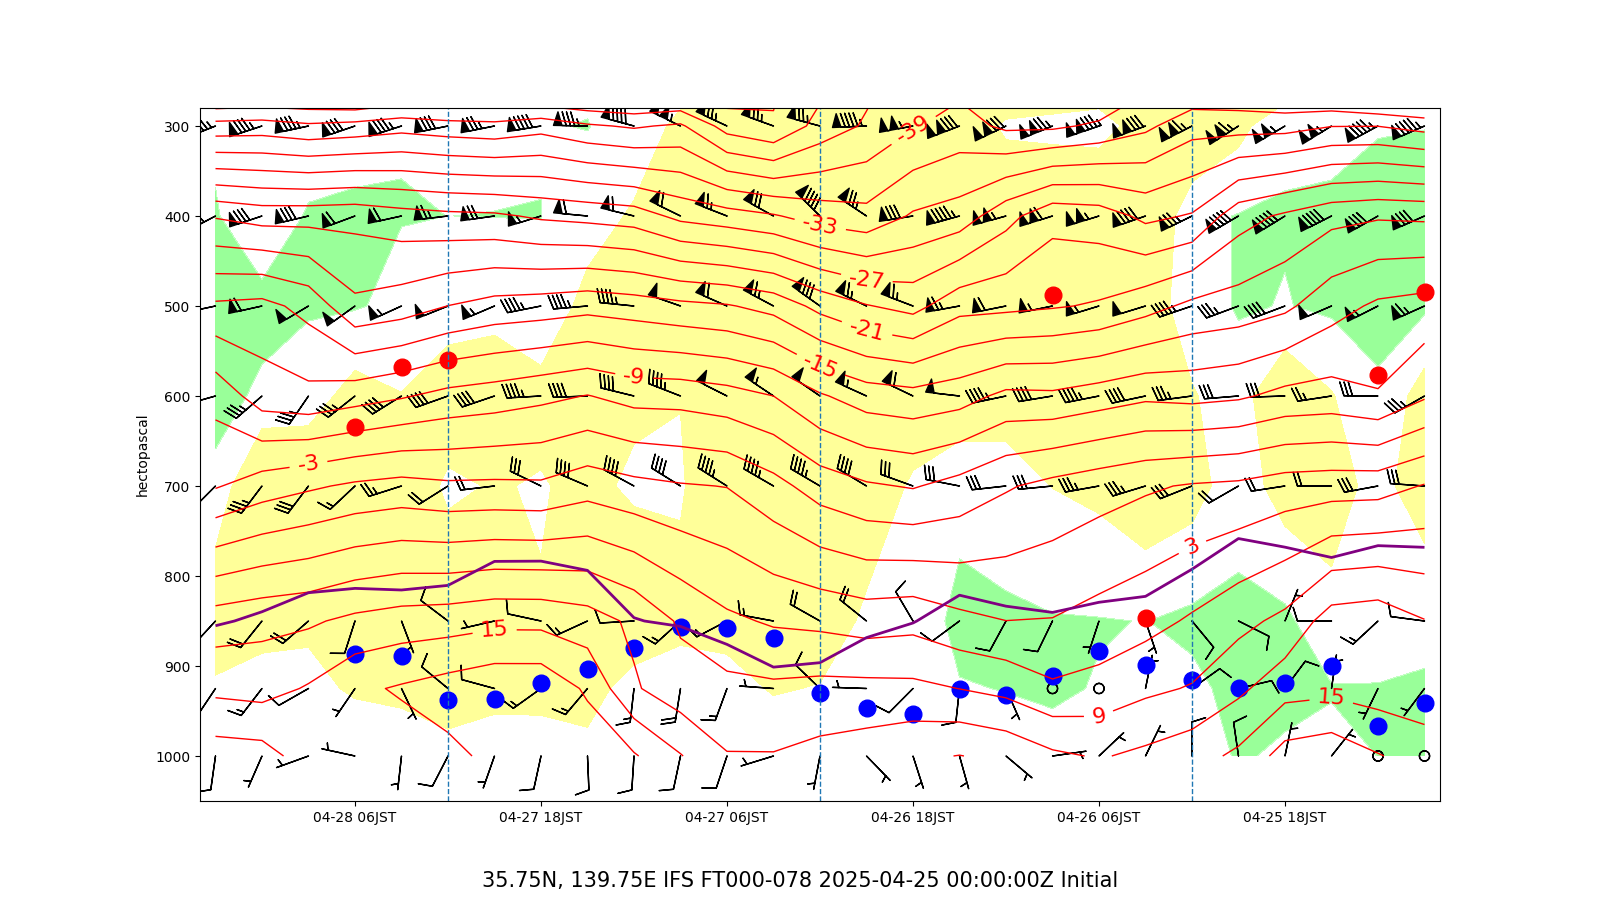 300
400
500
600
700
800
900
1000
hectopascal
-39
-33
-27
-21
-15
-9
-3
3
15
15
9
04-28 06JST
04-27 18JST
04-27 06JST
04-26 18JST
04-26 06JST
04-25 18JST
35.75N, 139.75E IFS FT000-078 2025-04-25 00:00:00Z Initial